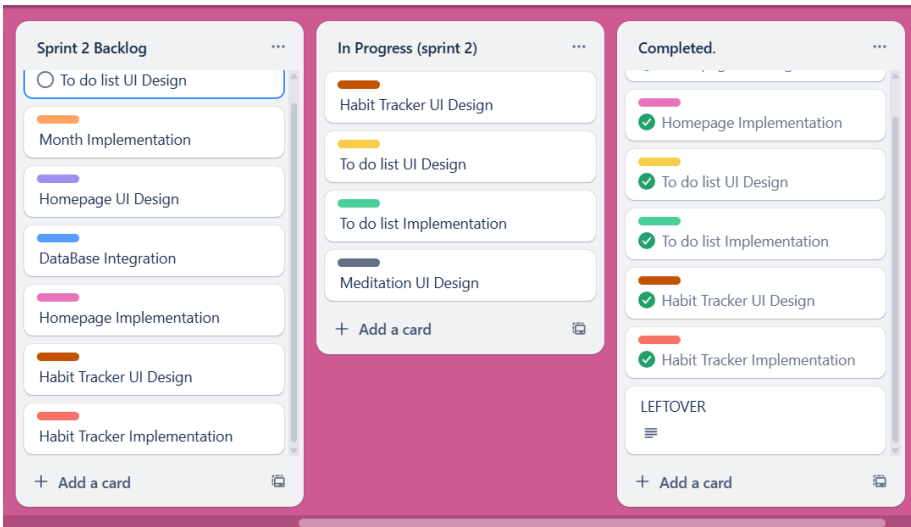 Sprint 2 Backlog
To do list UI Design
Month Implementation
Homepage UI Design
DataBase Integration
Homepage Implementation
Habit Tracker UI Design
Habit Tracker Implementation
+ Add a card
In Progress (sprint 2)
Habit Tracker UI Design
To do list UI Design
To do list Implementation
Meditation UI Design
+ Add a card
Completed.
Homepage Implementation
To do list UI Design
To do list Implementation
Habit Tracker UI Design
Habit Tracker Implementation
LEFTOVER
+ Add a card